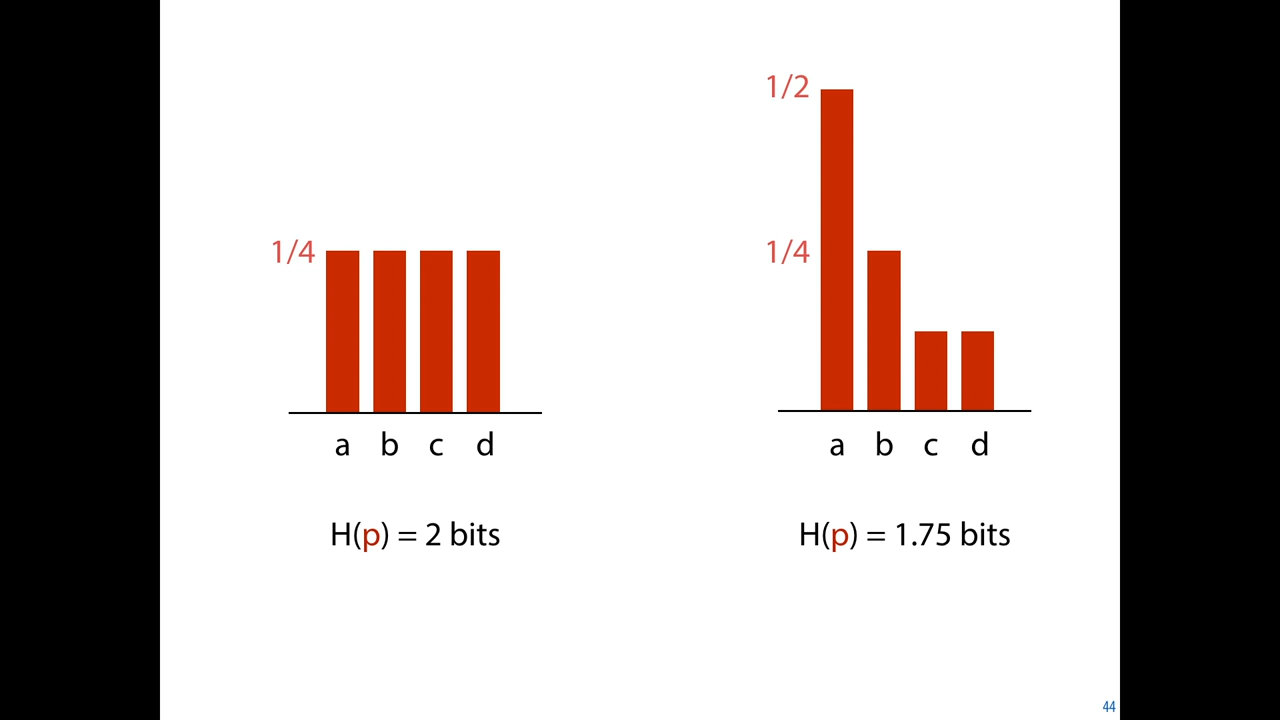 1/4
a b c d
H(p) = 2 bits
1/2
1/4
a b c d
H(p) = 1.75 bits
44